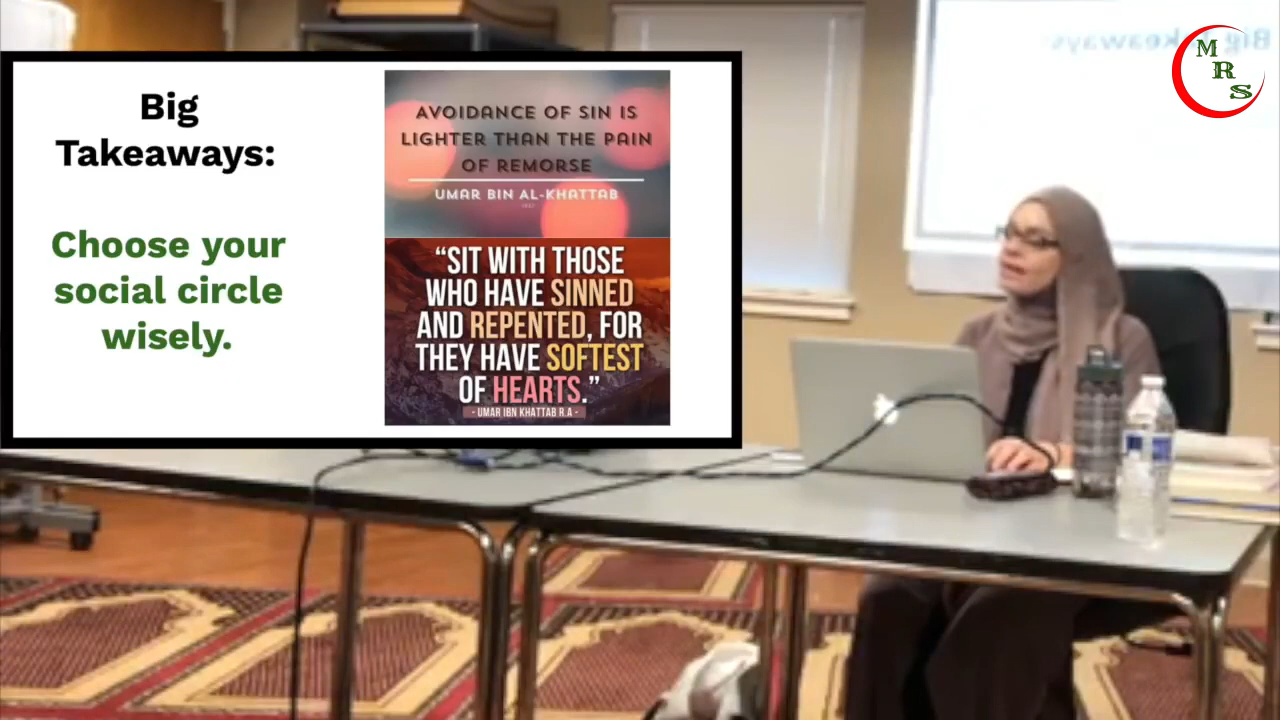 Big
Takeaways:
Choose your
social circle
wisely.
AVOIDANCE OF SIN IS
LIGHTER THAN THE PAIN
OF REMORSE
UMAR BIN AL-KHATTAB
“SIT WITH THOSE
WHO HAVE SINNED
AND REPENTED, FOR
THEY HAVE SOFTEST
OF HEARTS.”
- UMAR IBN KHATTAB R.A -
Big Takeaways:
M
R
S